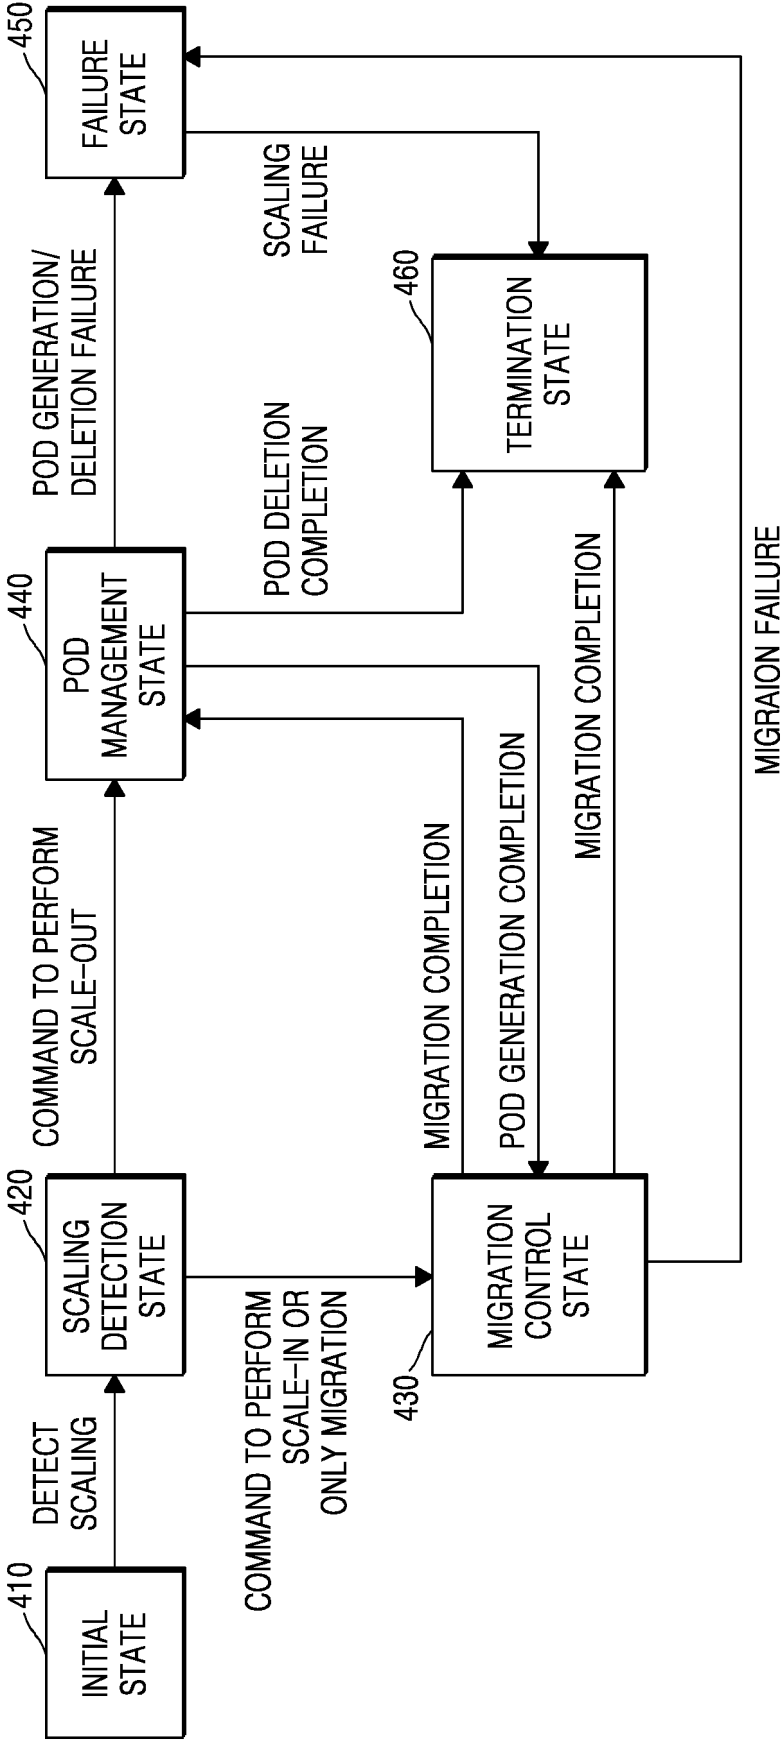 410
INITIAL
STATE
DETECT
SCALING
420
SCALING
DETECTION
STATE
COMMAND TO PERFORM
SCALE-OUT
440
POD
MANAGEMENT
STATE
POD GENERATION/
DELETION FAILURE
450
FAILURE
STATE
COMMAND TO PERFORM
SCALE-IN OR
ONLY MIGRATION
POD DELETION
COMPLETION
SCALING
FAILURE
430
MIGRATION
CONTROL
STATE
MIGRATION COMPLETION
POD GENERATION COMPLETION
MIGRATION COMPLETION
460
TERMINATION
STATE
MIGRAION FAILURE